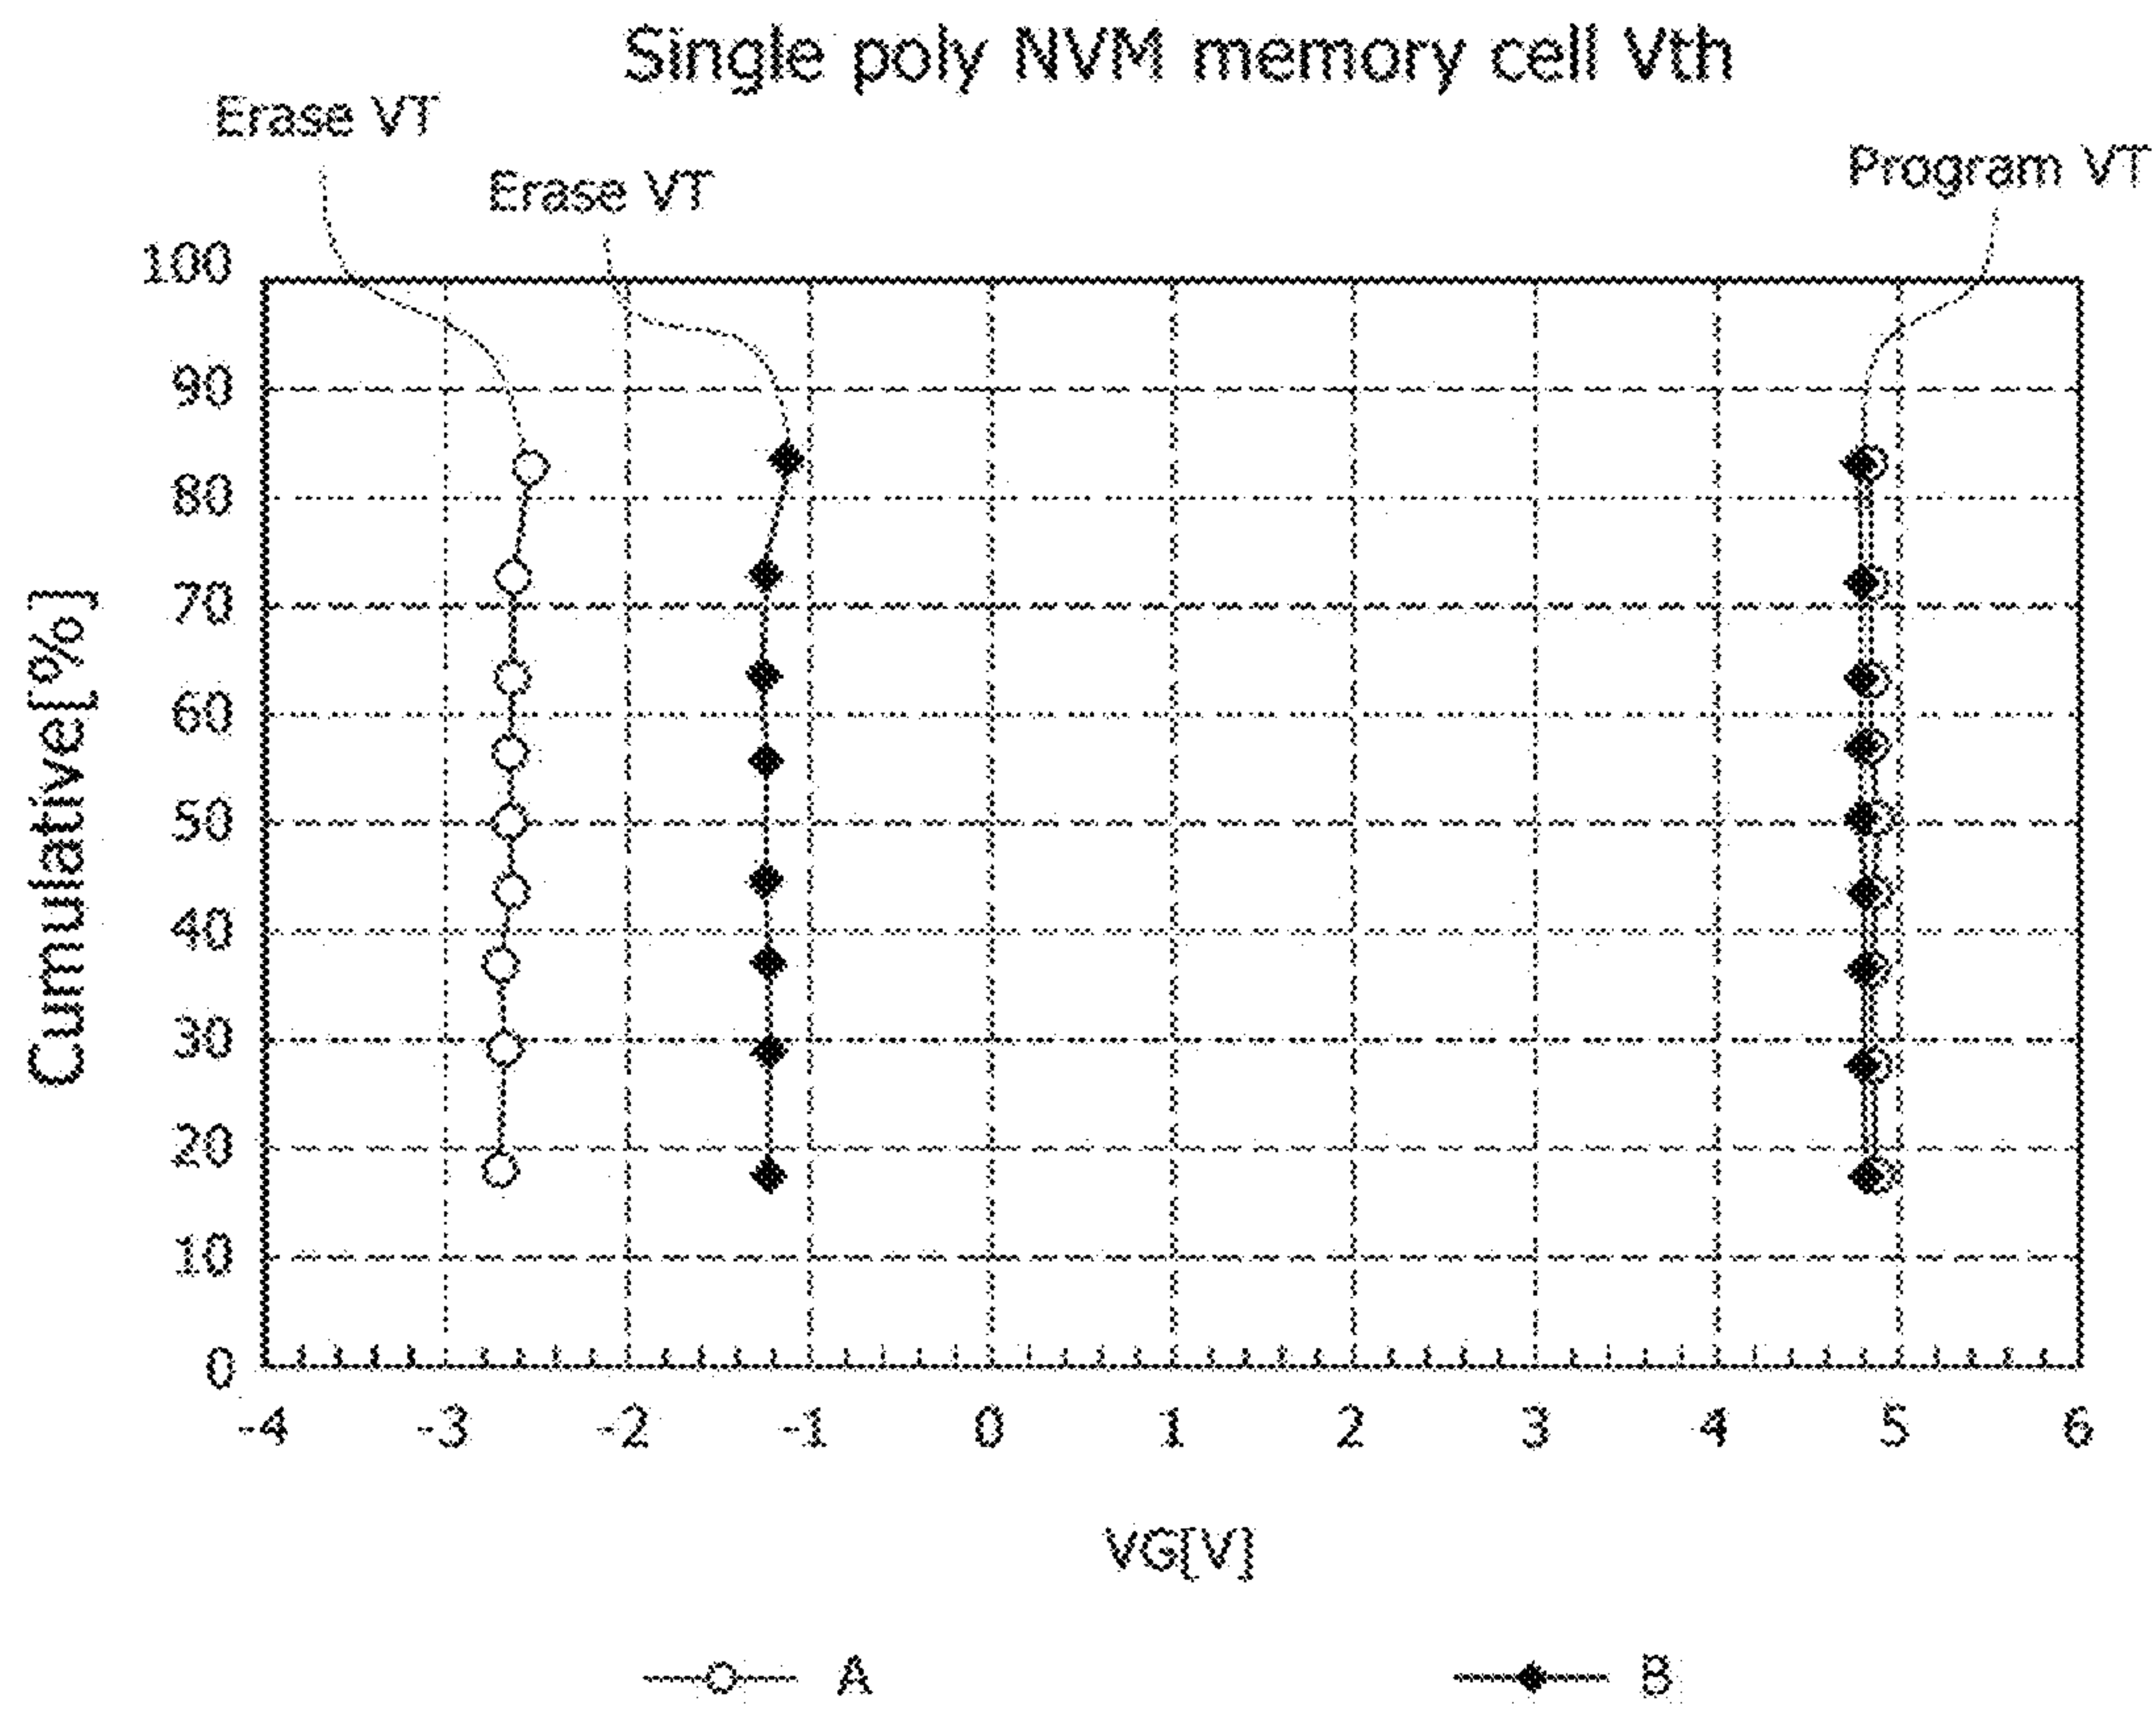 Single poly NVM memory cell Vth
Erase VT
Erase VT
Program VT
Cumulative[%]
100
90
80
70
60
50
40
30
20
10
0
-4 -3 -2 -1 0 1 2 3 4 5 6
VG[V]
A B